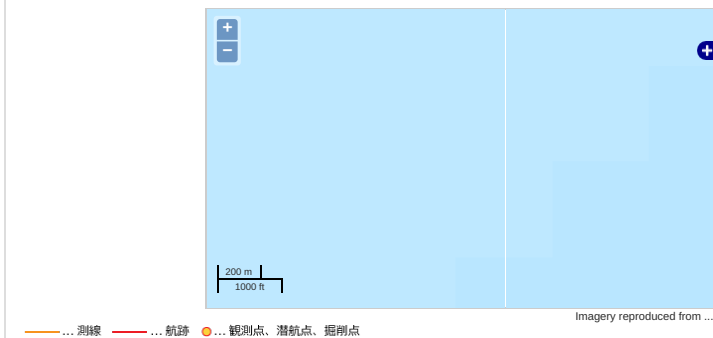 +
−
+
200 m
1000 ft
Imagery reproduced from ...
... 測線 ... 航跡 ... 観測点、潜航点、掘削点